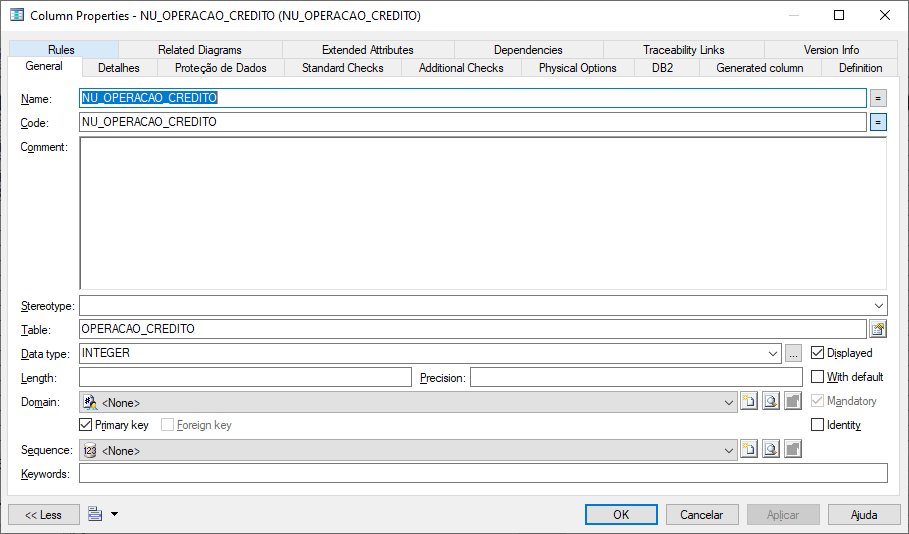 Column Properties - NU_OPERACAO_CREDITO (NU_OPERACAO_CREDITO)
Rules Related Diagrams Extended Attributes Dependencies Traceability Links Version Info
General Detalhes Proteção de Dados Standard Checks Additional Checks Physical Options DB2 Generated column Definition
Name: NU_OPERACAO_CREDITO =
Code: NU_OPERACAO_CREDITO =
Comment:
Stereotype:
Table: OPERACAO_CREDITO
Data type: INTEGER ... Displayed
Length: Precision: With default
Domain: <None> Mandatory
Primary key Foreign key Identity
Sequence: 123 <None>
Keywords:
<< Less OK Cancelar Aplicar Ajuda